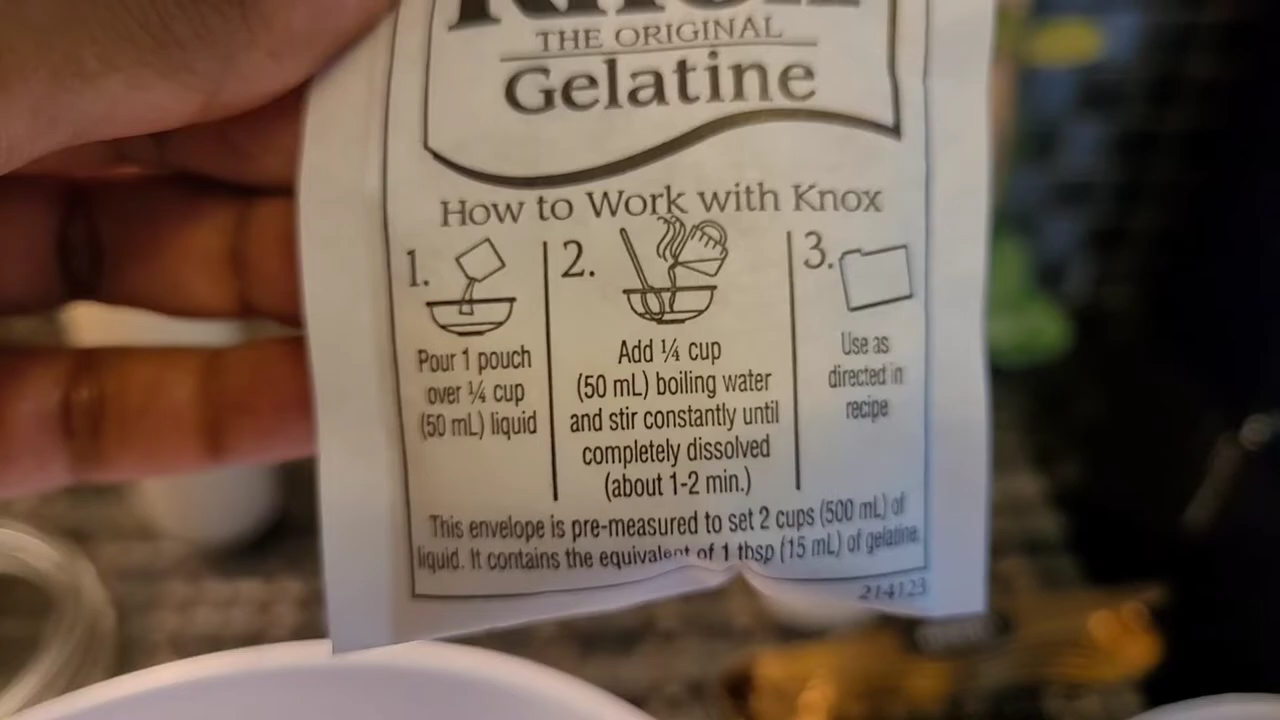 Knox
THE ORIGINAL
Gelatine
How to Work with Knox
1.
Pour 1 pouch
over ¼ cup
(50 mL) liquid
2.
Add ¼ cup
(50 mL) boiling water
and stir constantly until
completely dissolved
(about 1-2 min.)
3.
Use as
directed in
recipe
This envelope is pre-measured to set 2 cups (500 mL) of
liquid. It contains the equivalent of 1 tbsp (15 mL) of gelatine.
214123